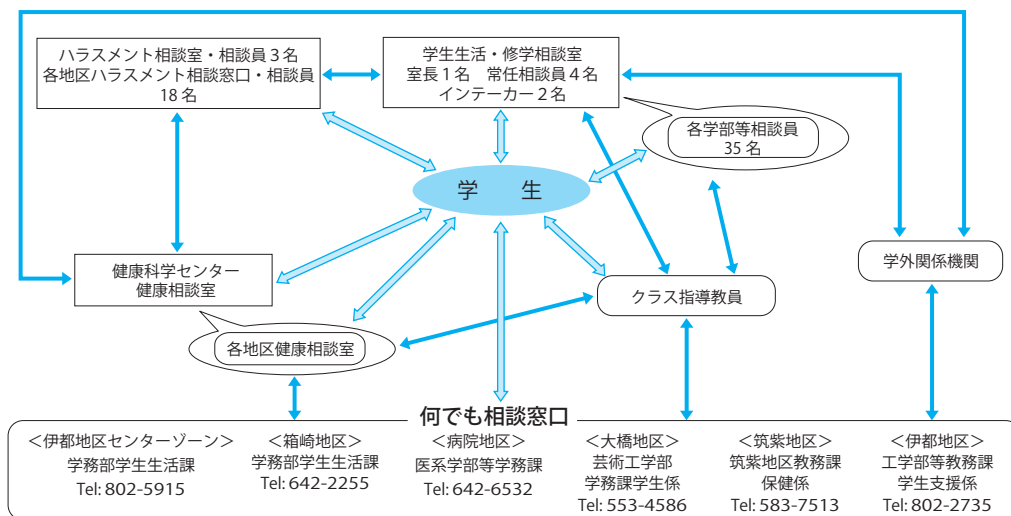 ハラスメント相談室・相談員３名
各地区ハラスメント相談窓口・相談員
18 名
学生生活・修学相談室
室長１名　常任相談員４名
インテーカー２名
各学部等相談員
35 名
学　生
健康科学センター
健康相談室
各地区健康相談室
クラス指導教員
学外関係機関
何でも相談窓口
＜伊都地区センターゾーン＞
学務部学生生活課
Tel: 802-5915
＜箱崎地区＞
学務部学生生活課
Tel: 642-2255
＜病院地区＞
医系学部等学務課
Tel: 642-6532
＜大橋地区＞
芸術工学部
学務課学生係
Tel: 553-4586
＜筑紫地区＞
筑紫地区教務課
保健係
Tel: 583-7513
＜伊都地区＞
工学部等教務課
学生支援係
Tel: 802-2735